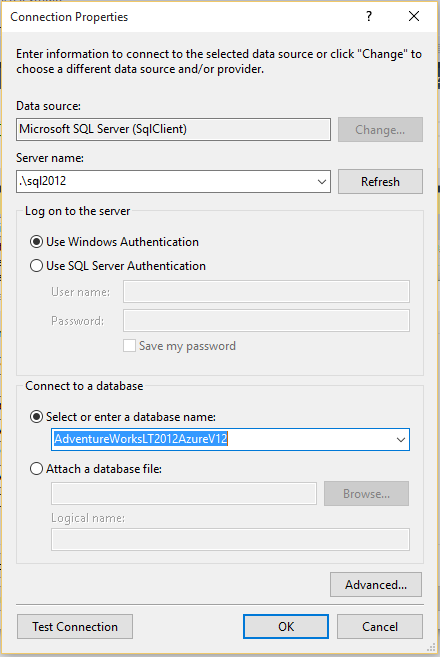 Connection Properties
?
Enter information to connect to the selected data source or click "Change" to
choose a different data source and/or provider.
Data source:
Microsoft SQL Server (SqlClient)
Change...
Server name:
.\sql2012
Refresh
Log on to the server
Use Windows Authentication
Use SQL Server Authentication
User name:
Password:
Save my password
Connect to a database
Select or enter a database name:
AdventureWorksLT2012AzureV12
Attach a database file:
Browse...
Logical name:
Advanced...
Test Connection
OK
Cancel